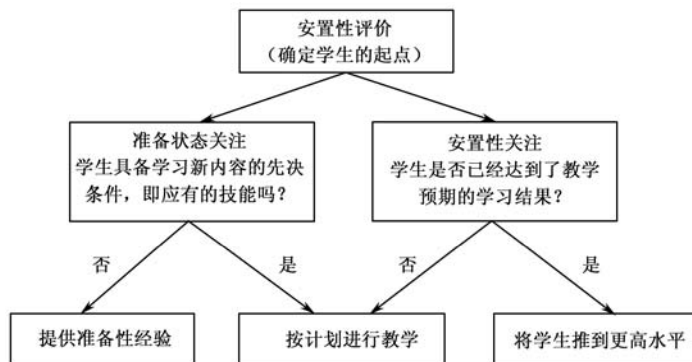 安置性评价
（确定学生的起点）
准备状态关注
学生具备学习新内容的先决
条件，即应有的技能吗？
安置性关注
学生是否已经达到了教学
预期的学习结果？
否
是
否
是
提供准备性经验
按计划进行教学
将学生推到更高水平